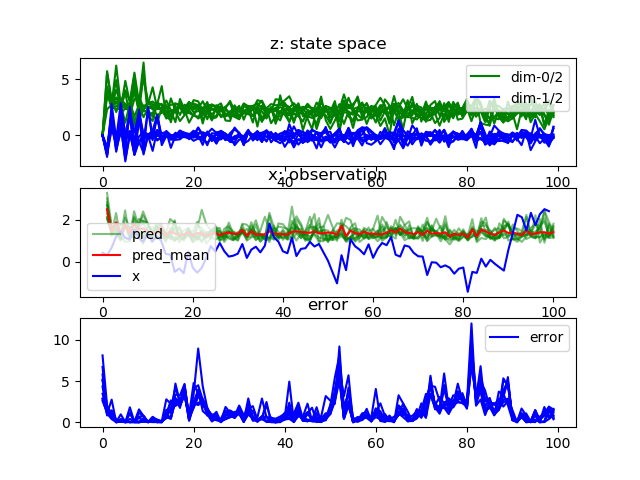 z: state space
5
0
dim-0/2
dim-1/2
0 20 40 60 80 100
x: observation
2
0
pred
pred_mean
x
0 20 40 60 80 100
error
10
5
0
error
0 20 40 60 80 100